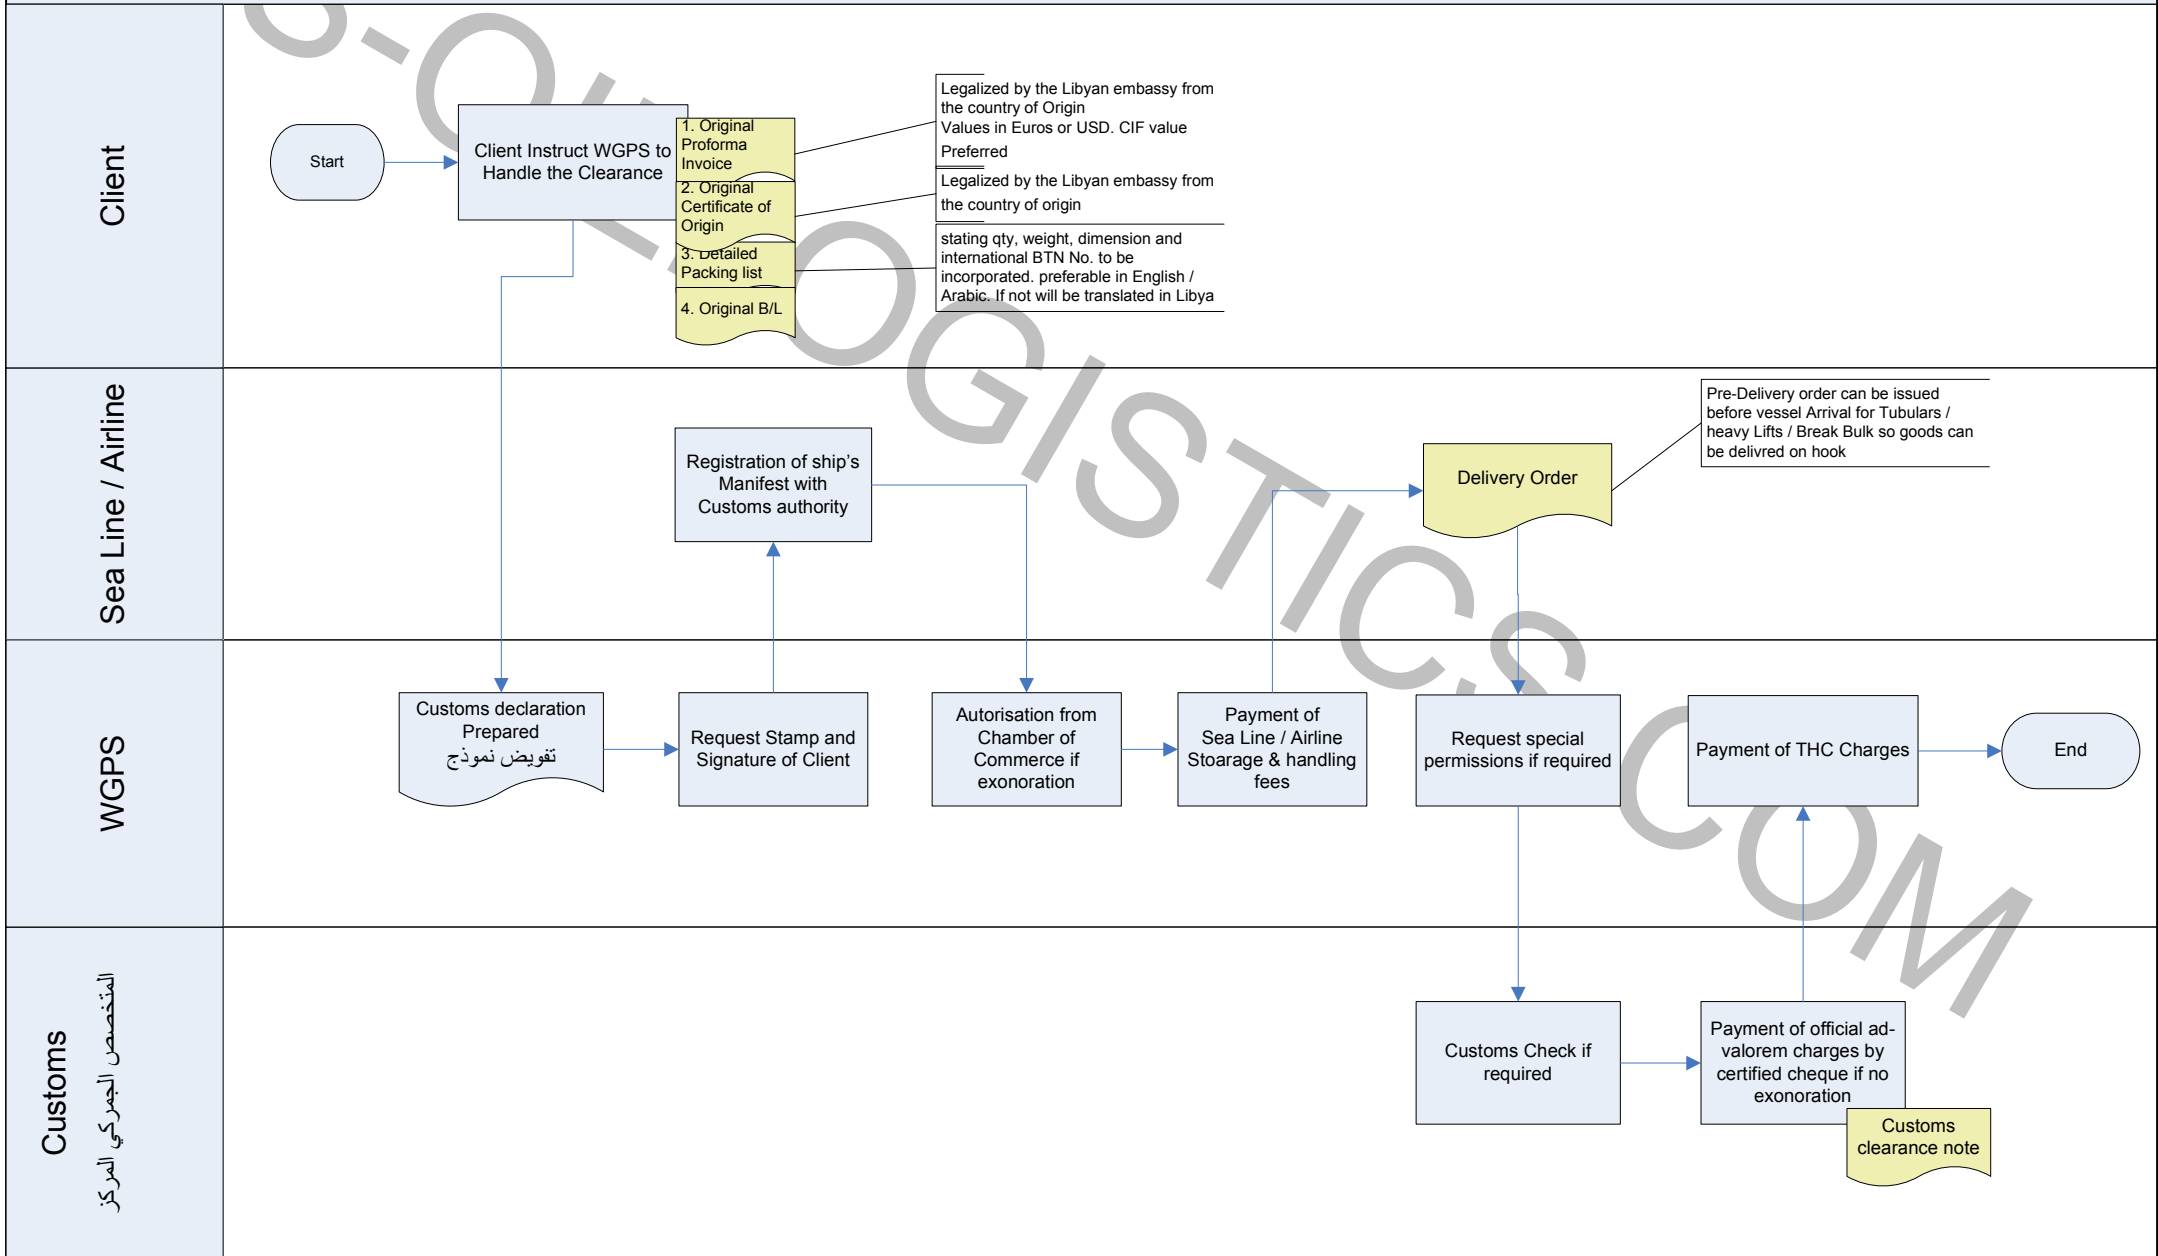 Client
Start
Client Instruct WGPS to
Handle the Clearance
1. Original
Proforma
Invoice
2. Original
Certificate of
Origin
3. Detailed
Packing list
4. Original B/L
Legalized by the Libyan embassy from
the country of Origin
Values in Euros or USD. CIF value
Preferred
Legalized by the Libyan embassy from
the country of origin
stating qty, weight, dimension and
international BTN No. to be
incorporated. preferable in English /
Arabic. If not will be translated in Libya
Sea Line / Airline
Registration of ship's
Manifest with
Customs authority
Delivery Order
Pre-Delivery order can be issued
before vessel Arrival for Tubulars /
heavy Lifts / Break Bulk so goods can
be delivred on hook
WGPS
Customs declaration
Prepared
تفويض نموذج
Request Stamp and
Signature of Client
Autorisation from
Chamber of
Commerce if
exonoration
Payment of
Sea Line / Airline
Stoarage & handling
fees
Request special
permissions if required
Payment of THC Charges
End
Customs
المتخصص الجمركي المركز
Customs Check if
required
Payment of official ad-
valorem charges by
certified cheque if no
exonoration
Customs
clearance note
S-OILLOGISTICS.COM